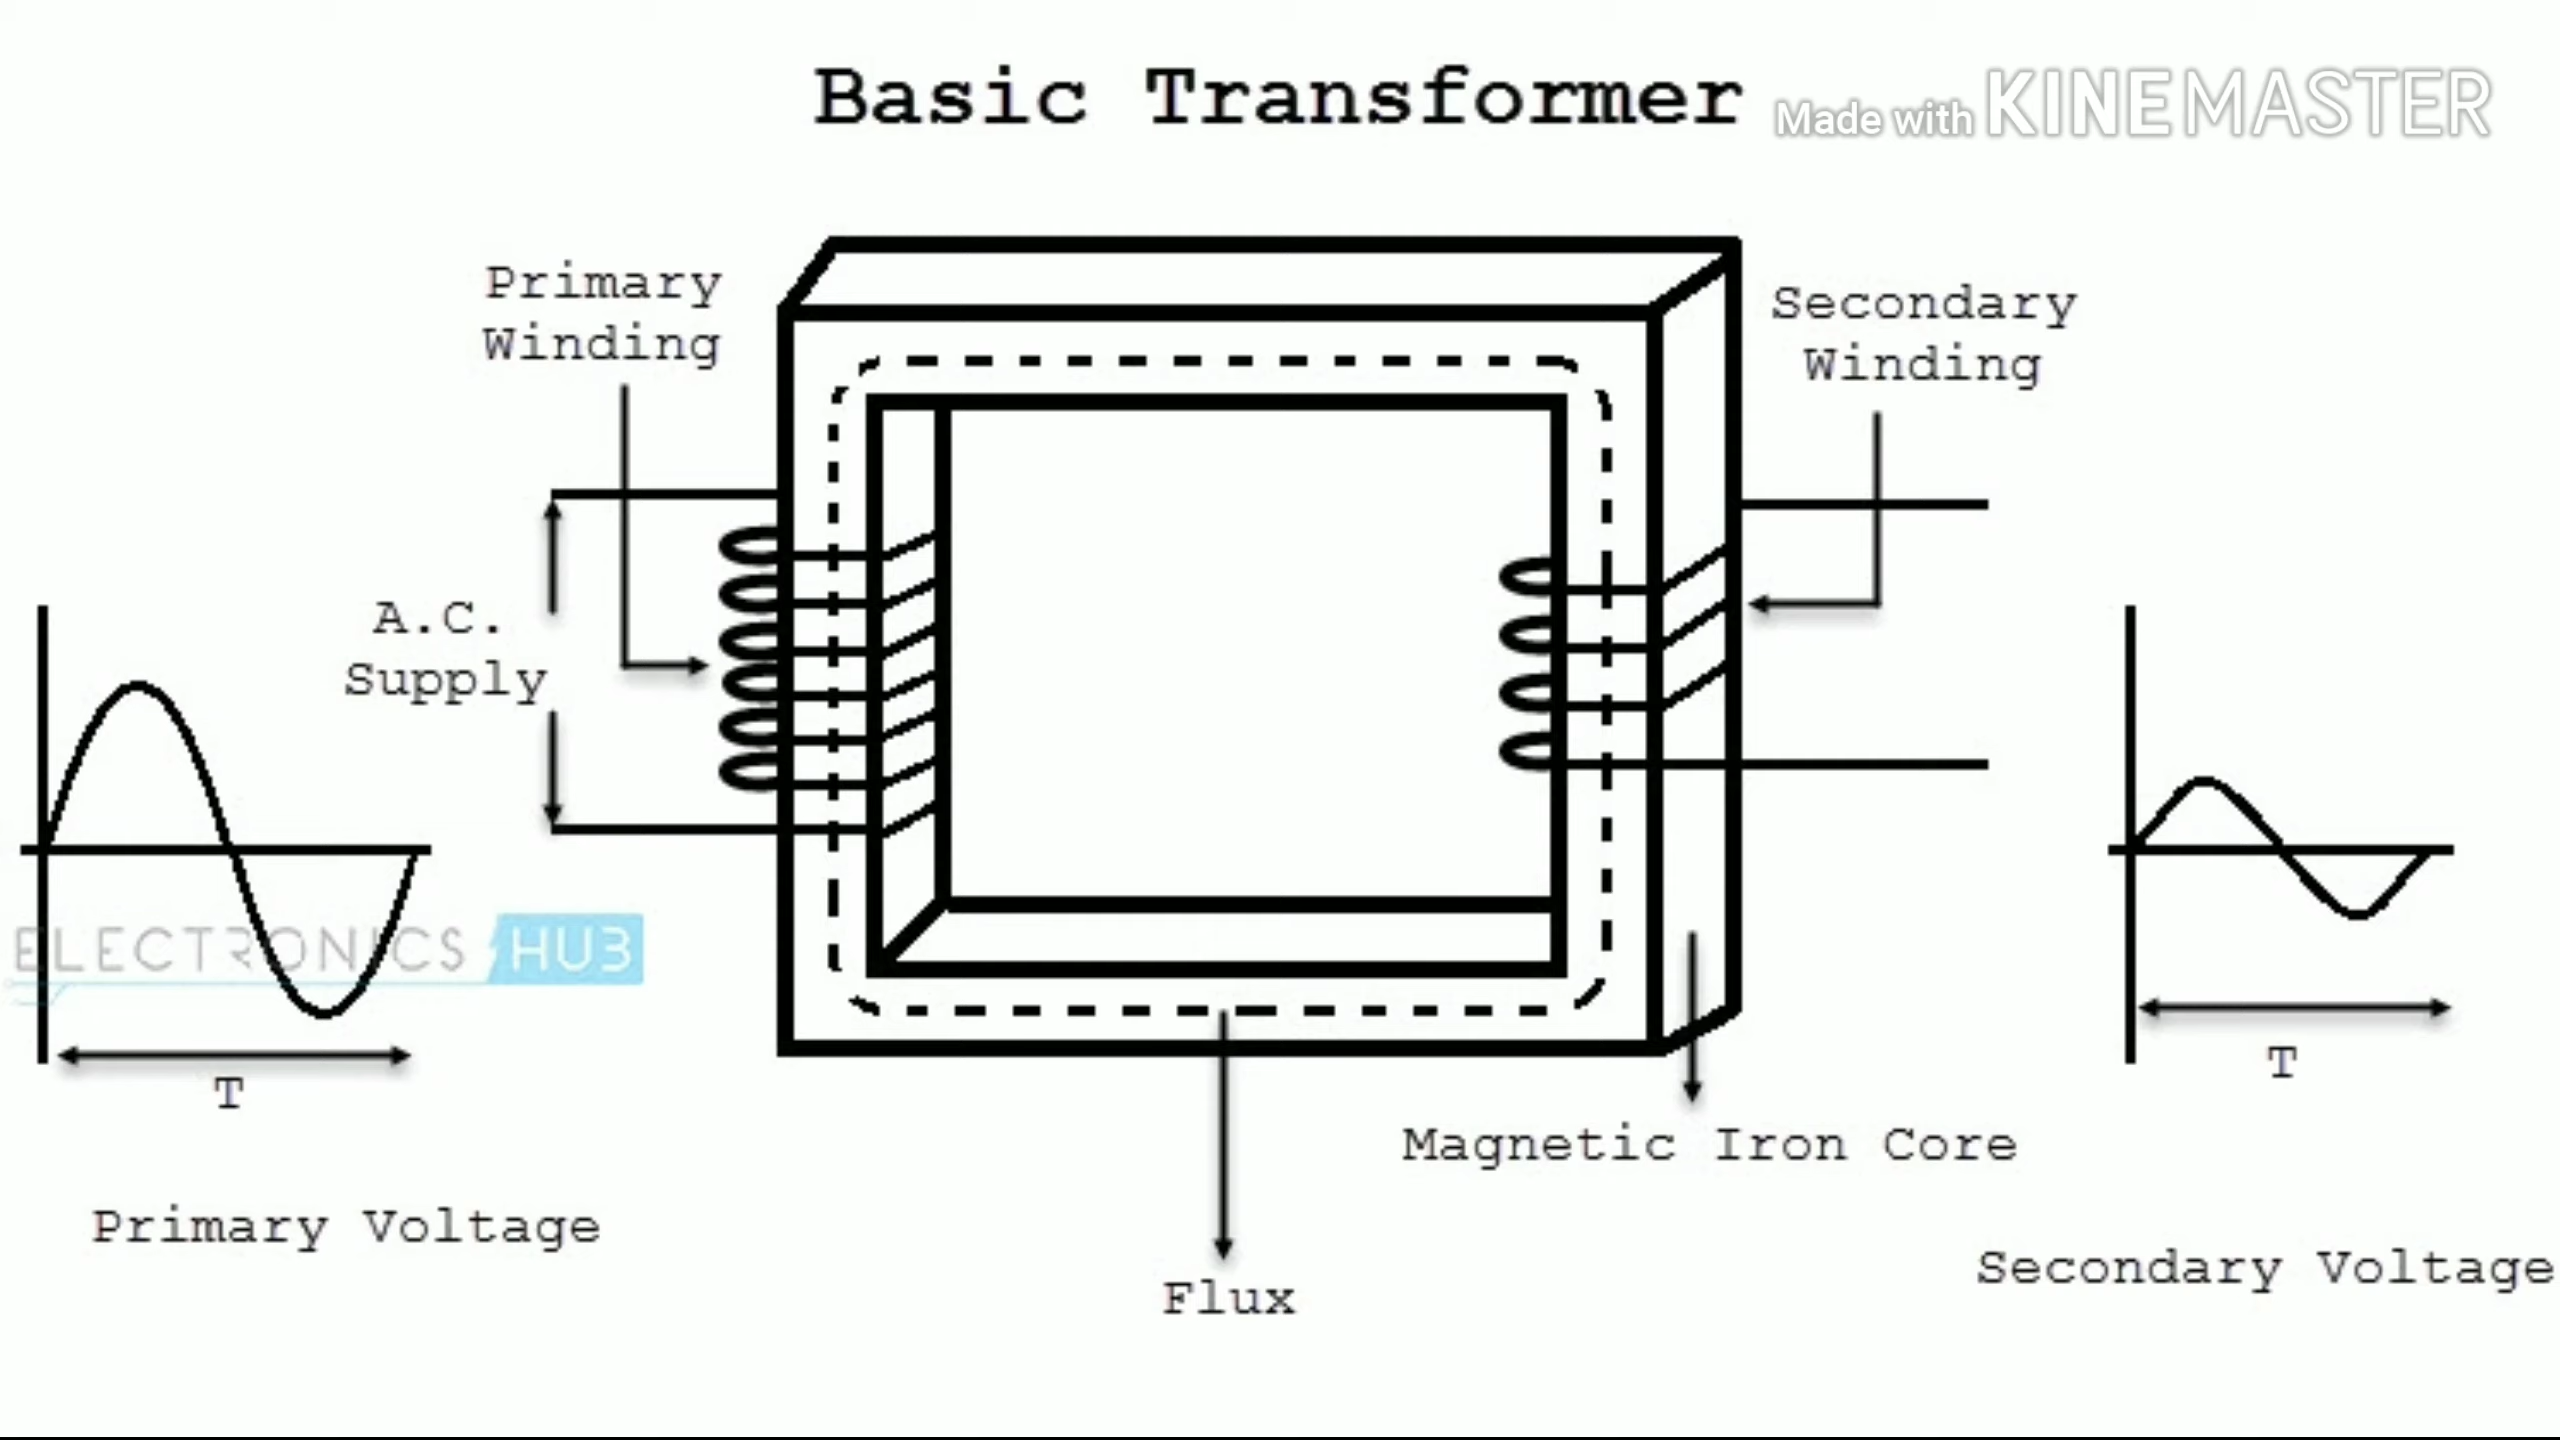 Basic Transformer
Made with KINEMASTER
Primary
Winding
Secondary
Winding
A.C.
Supply
ELECTRONICS HUB
T
T
Magnetic Iron Core
Primary Voltage
Secondary Voltage
Flux